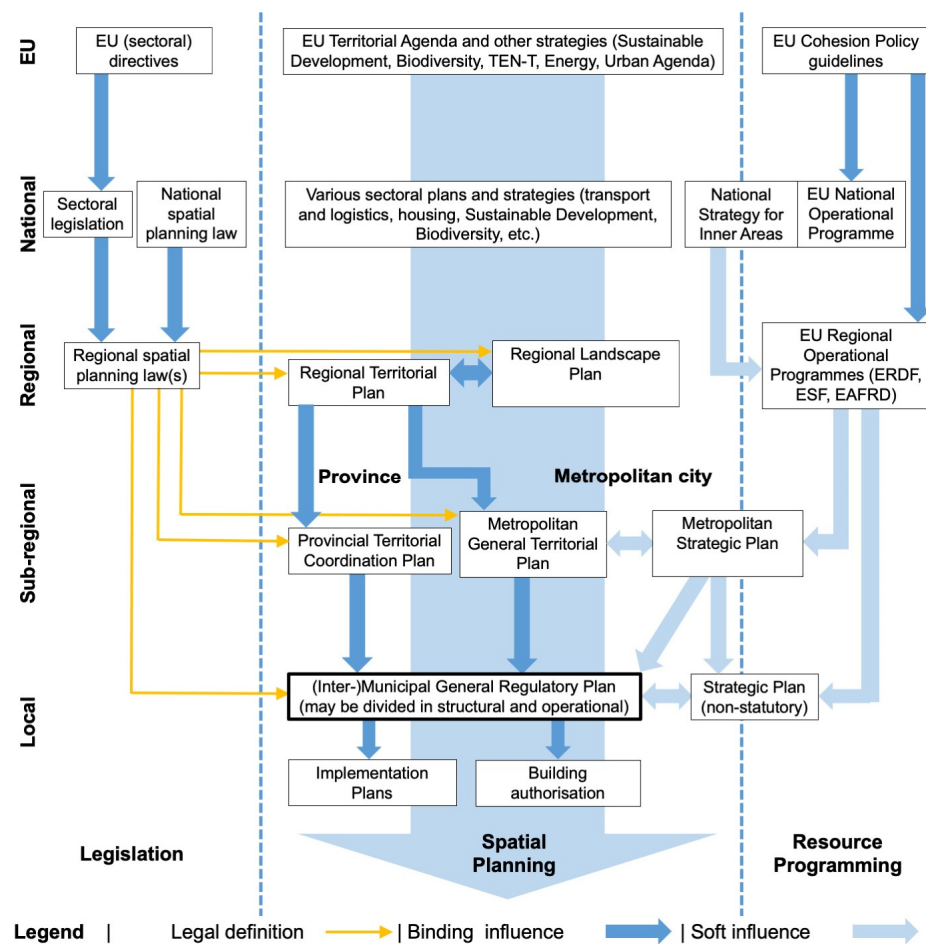 EU
EU (sectoral)
directives
EU Territorial Agenda and other strategies (Sustainable
Development, Biodiversity, TEN-T, Energy, Urban Agenda)
EU Cohesion Policy
guidelines
National
Sectoral
legislation
National
spatial
planning law
Various sectoral plans and strategies (transport
and logistics, housing, Sustainable Development,
Biodiversity, etc.)
National
Strategy for
Inner Areas
EU National
Operational
Programme
Regional
Regional spatial
planning law(s)
Regional Territorial
Plan
Regional Landscape
Plan
EU Regional
Operational
Programmes (ERDF,
ESF, EAFRD)
Province
Metropolitan city
Sub-regional
Provincial Territorial
Coordination Plan
Metropolitan
General Territorial
Plan
Metropolitan
Strategic Plan
Local
(Inter-)Municipal General Regulatory Plan
(may be divided in structural and operational)
Strategic Plan
(non-statutory)
Implementation
Plans
Building
authorisation
Legislation
Spatial
Planning
Resource
Programming
Legend | Legal definition | Binding influence | Soft influence